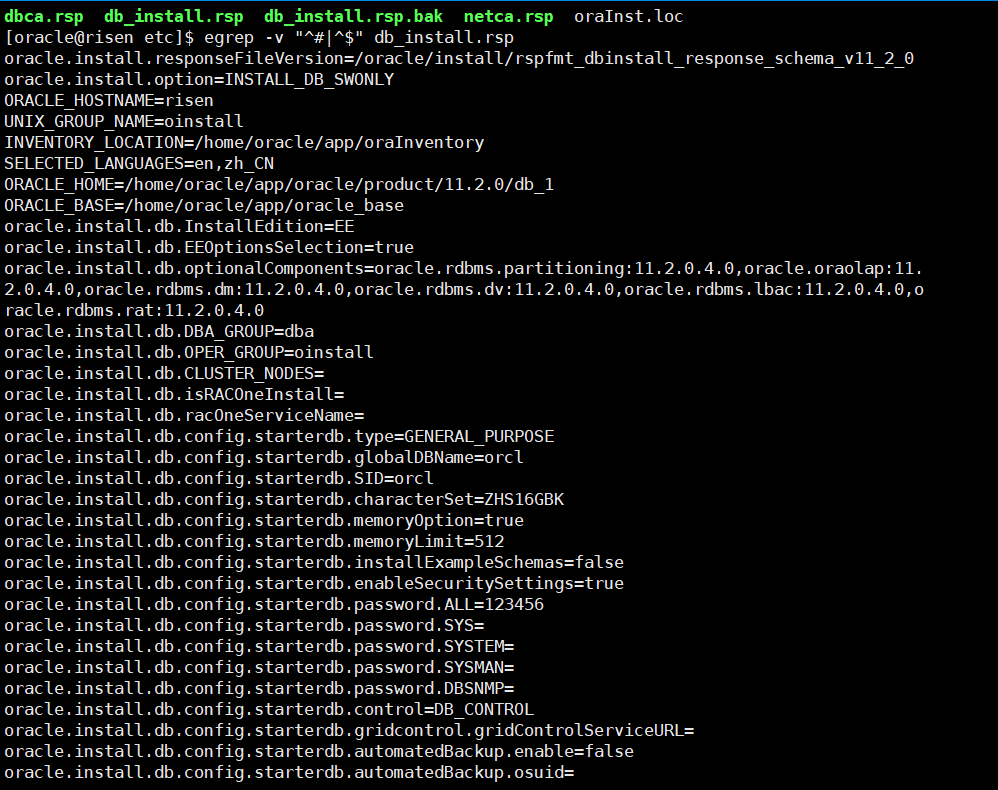 dbca.rsp  db_install.rsp  db_install.rsp.bak  netca.rsp  oraInst.loc
[oracle@risen etc]$ egrep -v "^#|^$" db_install.rsp
oracle.install.responseFileVersion=/oracle/install/rspfmt_dbinstall_response_schema_v11_2_0
oracle.install.option=INSTALL_DB_SWONLY
ORACLE_HOSTNAME=risen
UNIX_GROUP_NAME=oinstall
INVENTORY_LOCATION=/home/oracle/app/oraInventory
SELECTED_LANGUAGES=en,zh_CN
ORACLE_HOME=/home/oracle/app/oracle/product/11.2.0/db_1
ORACLE_BASE=/home/oracle/app/oracle_base
oracle.install.db.InstallEdition=EE
oracle.install.db.EEOptionsSelection=true
oracle.install.db.optionalComponents=oracle.rdbms.partitioning:11.2.0.4.0,oracle.oraolap:11.
2.0.4.0,oracle.rdbms.dm:11.2.0.4.0,oracle.rdbms.dv:11.2.0.4.0,oracle.rdbms.lbac:11.2.0.4.0,o
racle.rdbms.rat:11.2.0.4.0
oracle.install.db.DBA_GROUP=dba
oracle.install.db.OPER_GROUP=oinstall
oracle.install.db.CLUSTER_NODES=
oracle.install.db.isRACOneInstall=
oracle.install.db.racOneServiceName=
oracle.install.db.config.starterdb.type=GENERAL_PURPOSE
oracle.install.db.config.starterdb.globalDBName=orcl
oracle.install.db.config.starterdb.SID=orcl
oracle.install.db.config.starterdb.characterSet=ZHS16GBK
oracle.install.db.config.starterdb.memoryOption=true
oracle.install.db.config.starterdb.memoryLimit=512
oracle.install.db.config.starterdb.installExampleSchemas=false
oracle.install.db.config.starterdb.enableSecuritySettings=true
oracle.install.db.config.starterdb.password.ALL=123456
oracle.install.db.config.starterdb.password.SYS=
oracle.install.db.config.starterdb.password.SYSTEM=
oracle.install.db.config.starterdb.password.SYSMAN=
oracle.install.db.config.starterdb.password.DBSNMP=
oracle.install.db.config.starterdb.control=DB_CONTROL
oracle.install.db.config.starterdb.gridcontrol.gridControlServiceURL=
oracle.install.db.config.starterdb.automatedBackup.enable=false
oracle.install.db.config.starterdb.automatedBackup.osuid=